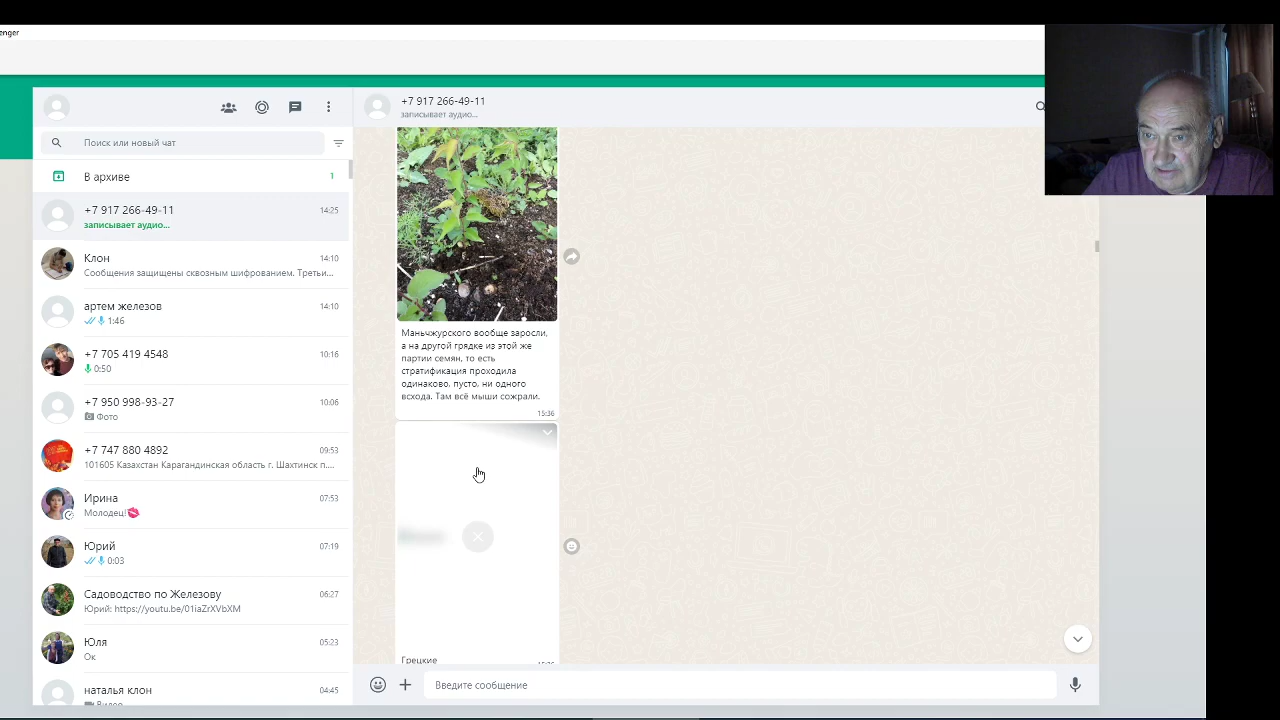 enger
Поиск или новый чат
В архиве
1
+7 917 266-49-11
14:25
записывает аудио...
Клон
14:10
Сообщения защищены сквозным шифрованием. Третьи...
артем железов
14:10
1:46
+7 705 419 4548
10:16
0:50
+7 950 998-93-27
10:06
Фото
+7 747 880 4892
09:53
101605 Казахстан Карагандинская область г. Шахтинск п....
Ирина
07:53
Молодец!💋
Юрий
07:19
0:03
Садоводство по Железову
06:27
Юрий: https://youtu.be/01iaZrXVbXM
Юля
05:23
Ок
наталья клон
04:45
Видео
+7 917 266-49-11
записывает аудио...
Маньчжурского вообще заросли,
а на другой грядке из этой же
партии семян, то есть
стратификация проходила
одинаково, пусто, ни одного
всхода. Там всё мыши сожрали.
15:36
Грецкие
Введите сообщение